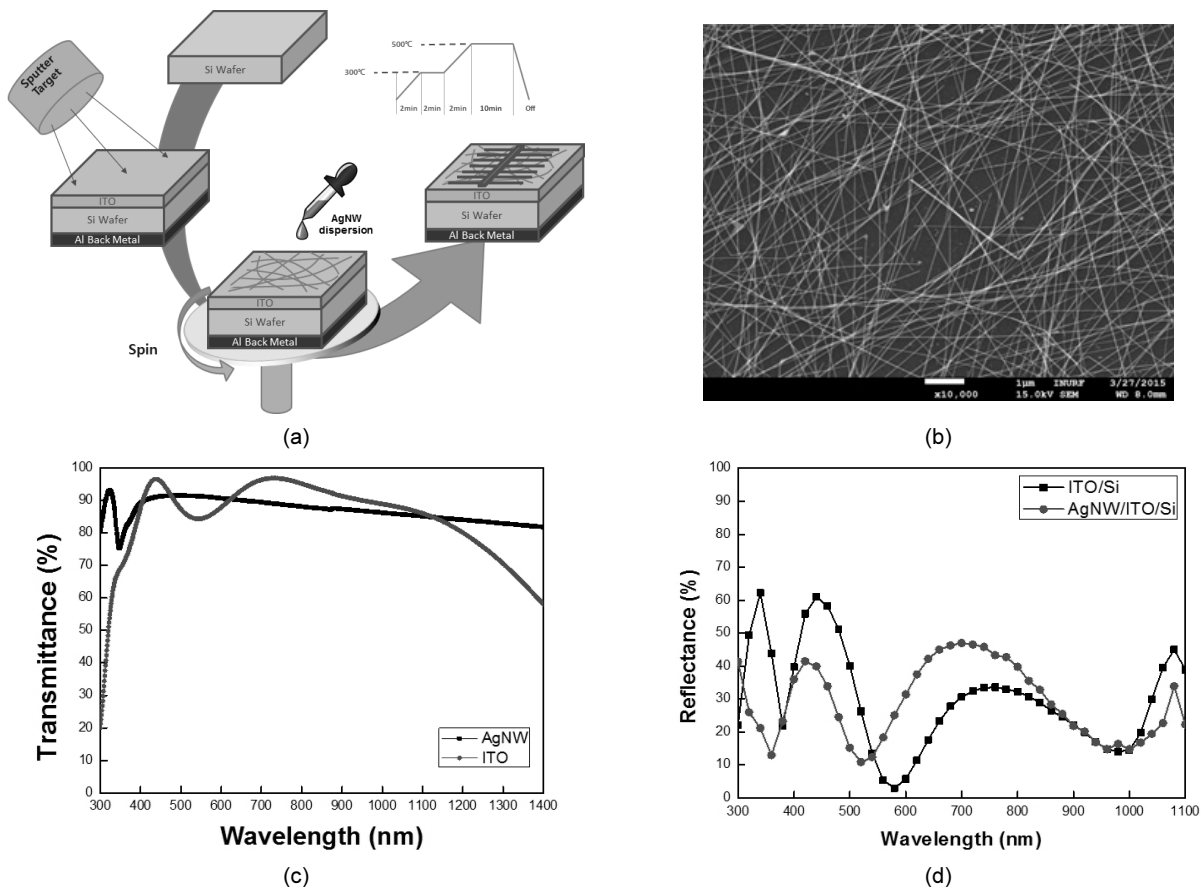 Si Wafer
500℃
300℃
2min 2min 2min 10min Off
Sputter
Target
ITO
Si Wafer
Al Back Metal
AgNW
dispersion
ITO
Si Wafer
Al Back Metal
ITO
Si Wafer
Al Back Metal
Spin
(a)
1μm INURF 3/27/2015
x10,000 15.0kV SEM WD 8.0mm
(b)
100
90
80
70
60
50
40
30
20
10
0
Transmittance (%)
AgNW
ITO
300 400 500 600 700 800 900 1000 1100 1200 1300 1400
Wavelength (nm)
(c)
100
90
80
70
60
50
40
30
20
10
0
Reflectance (%)
ITO/Si
AgNW/ITO/Si
300 400 500 600 700 800 900 1000 1100
Wavelength (nm)
(d)